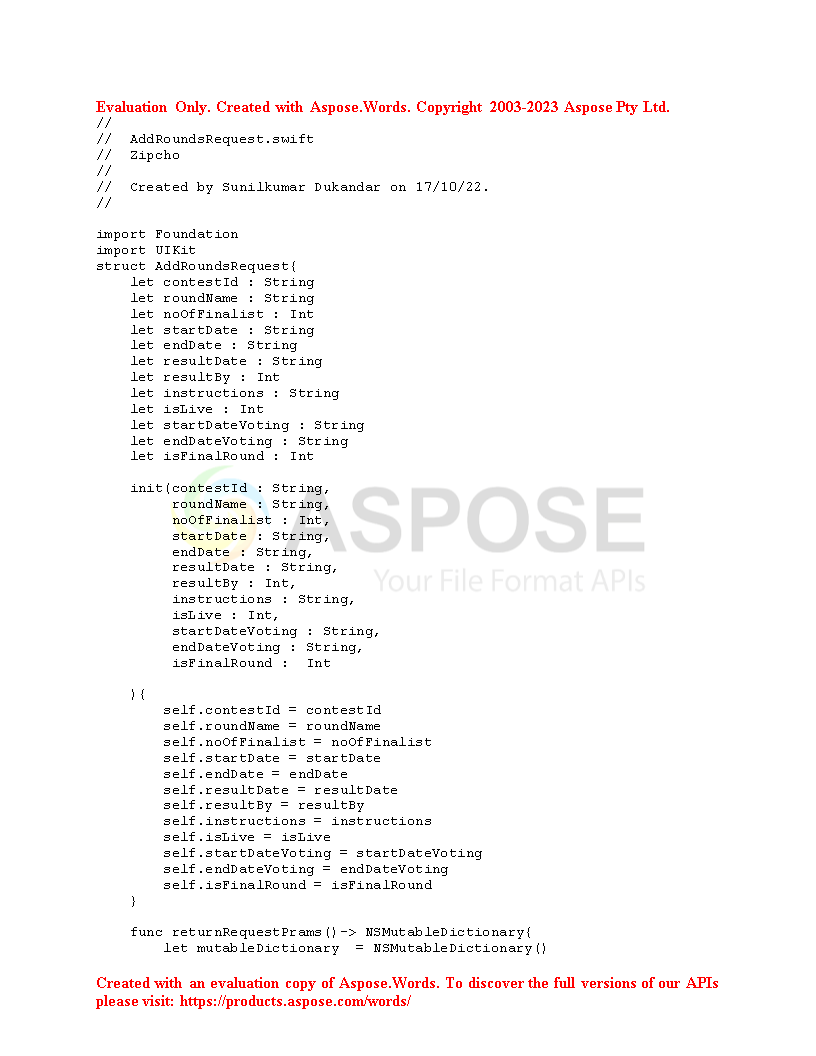 Evaluation Only. Created with Aspose.Words. Copyright 2003-2023 Aspose Pty Ltd.
//
//  AddRoundsRequest.swift
//  Zipcho
//
//  Created by Sunilkumar Dukandar on 17/10/22.
//
import Foundation
import UIKit
struct AddRoundsRequest{
    let contestId : String
    let roundName : String
    let noOfFinalist : Int
    let startDate : String
    let endDate : String
    let resultDate : String
    let resultBy : Int
    let instructions : String
    let isLive : Int
    let startDateVoting : String
    let endDateVoting : String
    let isFinalRound : Int
    init(contestId : String,
         roundName : String,
         noOfFinalist : Int,
         startDate : String,
         endDate : String,
         resultDate : String,
         resultBy : Int,
         instructions : String,
         isLive : Int,
         startDateVoting : String,
         endDateVoting : String,
         isFinalRound :  Int
    ){
        self.contestId = contestId
        self.roundName = roundName
        self.noOfFinalist = noOfFinalist
        self.startDate = startDate
        self.endDate = endDate
        self.resultDate = resultDate
        self.resultBy = resultBy
        self.instructions = instructions
        self.isLive = isLive
        self.startDateVoting = startDateVoting
        self.endDateVoting = endDateVoting
        self.isFinalRound = isFinalRound
    }
    func returnRequestPrams()-> NSMutableDictionary{
        let mutableDictionary  = NSMutableDictionary()
ASPOSE
Your File Format APIs
Created with an evaluation copy of Aspose.Words. To discover the full versions of our APIs
please visit: https://products.aspose.com/words/